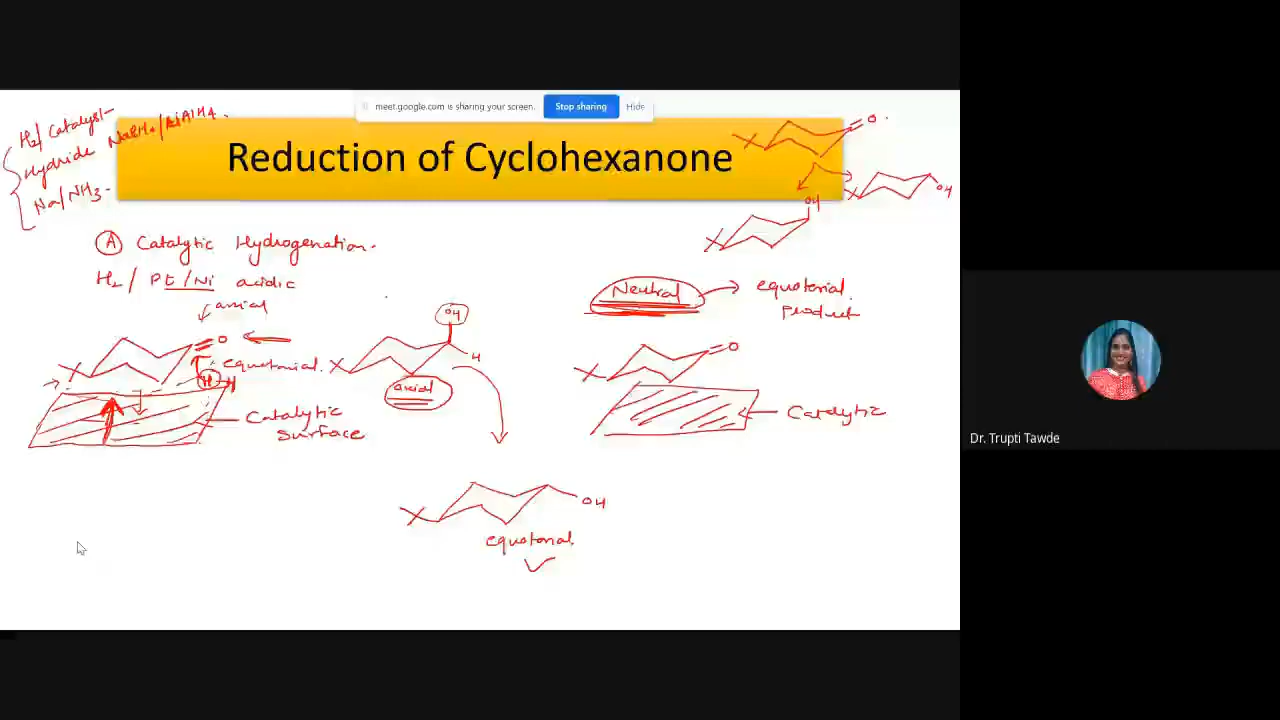 meet.google.com is sharing your screen. Stop sharing Hide
H₂/ Catalyst
Hydride NaBH₄/LiAlH₄.
Na/NH₃.
Reduction of Cyclohexanone
O
OH
OH
Ⓐ Catalytic Hydrogenation.
H₂ / Pt/Ni acidic
axial
O
equatorial.
H-H
Catalytic
surface
OH
H
axial
Neutral
equatorial
product
O
Catalytic
OH
equatorial.
Dr. Trupti Tawde